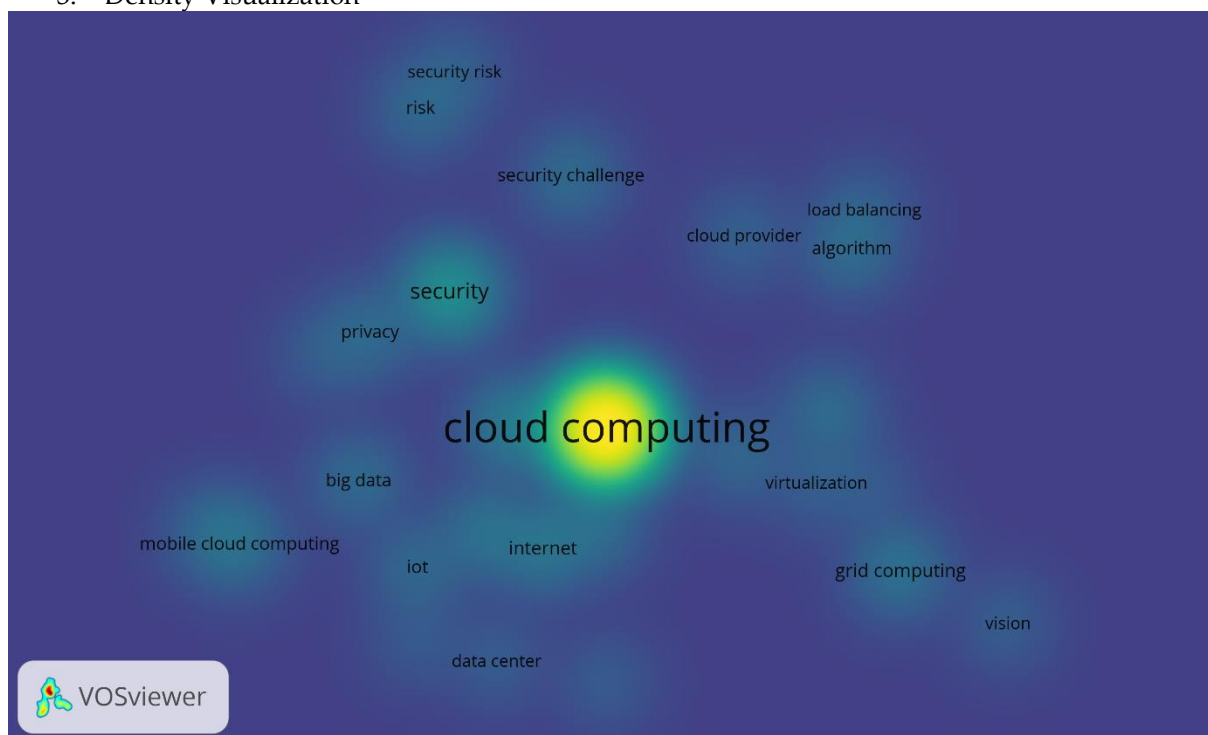 Density Visualization
security risk
risk
security challenge
load balancing
cloud provider
algorithm
security
privacy
cloud computing
big data
virtualization
mobile cloud computing
internet
iot
grid computing
vision
data center
VOSviewer